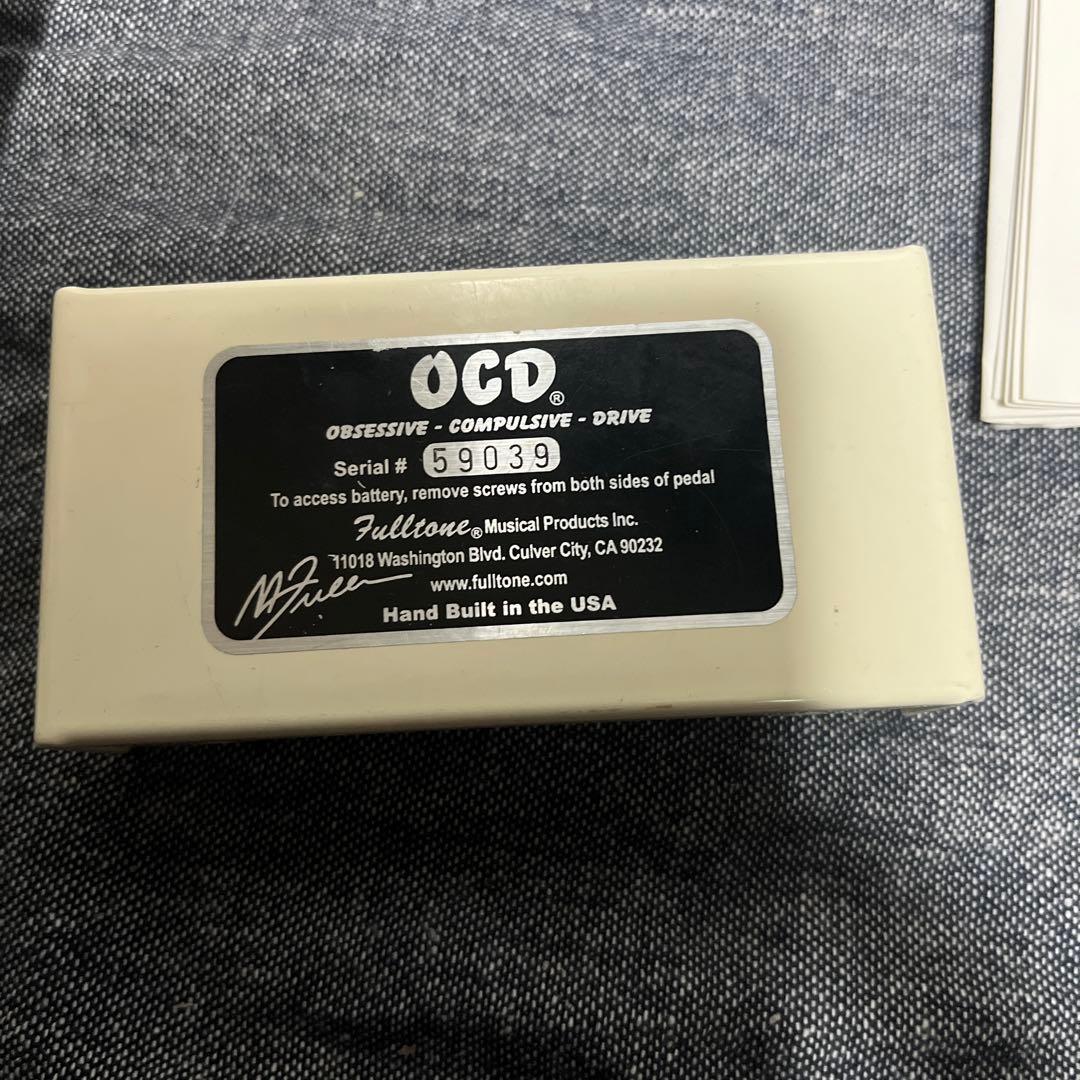 OCD®
OBSESSIVE - COMPULSIVE - DRIVE
Serial # 59039
To access battery, remove screws from both sides of pedal
Fulltone® Musical Products Inc.
11018 Washington Blvd. Culver City, CA 90232
www.fulltone.com
M Fuller
Hand Built in the USA